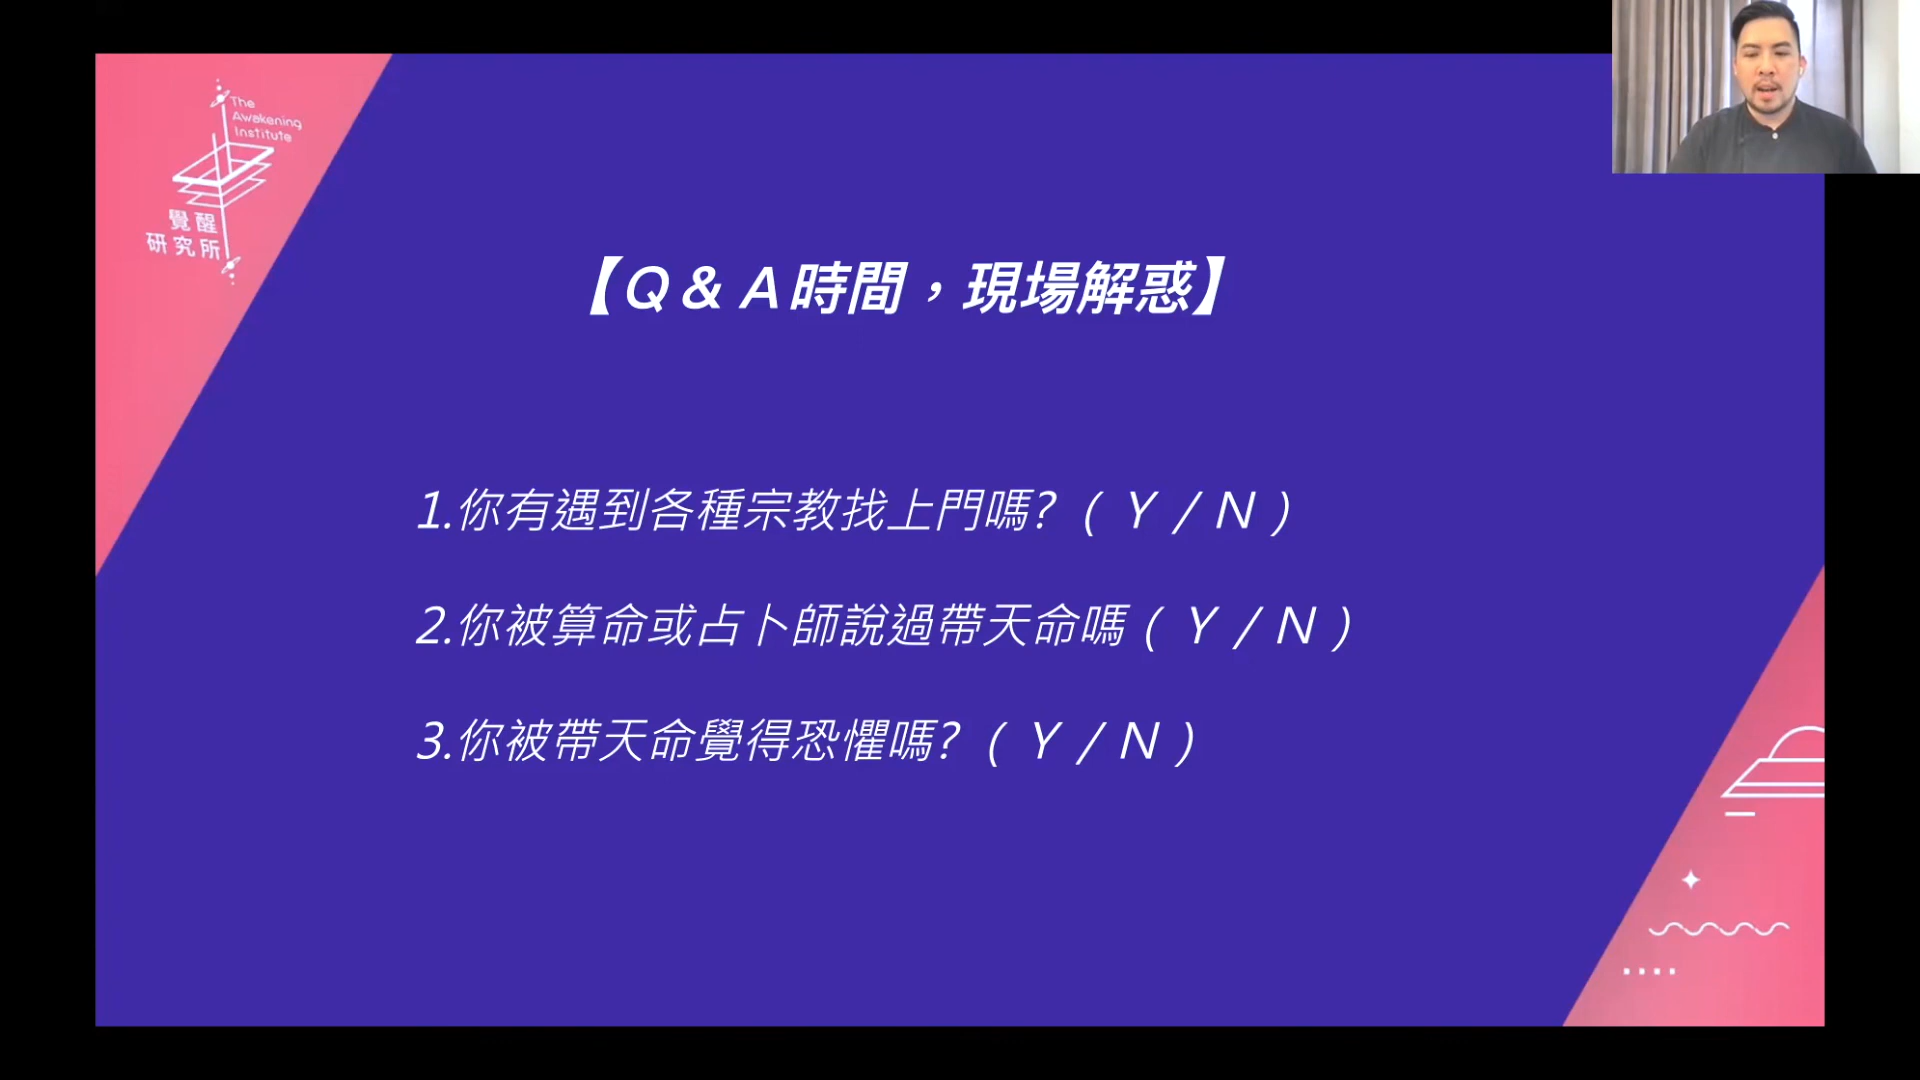 The
Awakening
Institute
覺醒
研究所
【Q & A時間，現場解惑】
1.你有遇到各種宗教找上門嗎?（Y／N）
2.你被算命或占卜師說過帶天命嗎（Y／N）
3.你被帶天命覺得恐懼嗎?（Y／N）